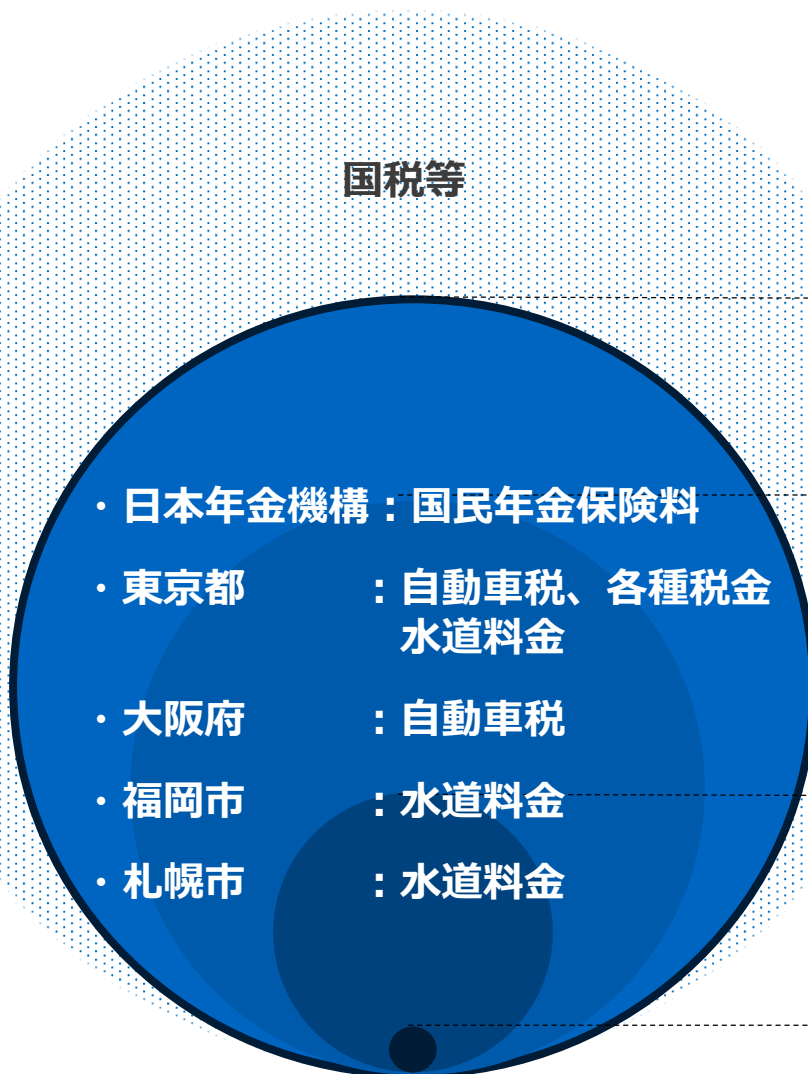 国税等
・日本年金機構：国民年金保険料
・東京都　　　：自動車税、各種税金
水道料金
・大阪府　　　：自動車税
・福岡市　　　：水道料金
・札幌市　　　：水道料金